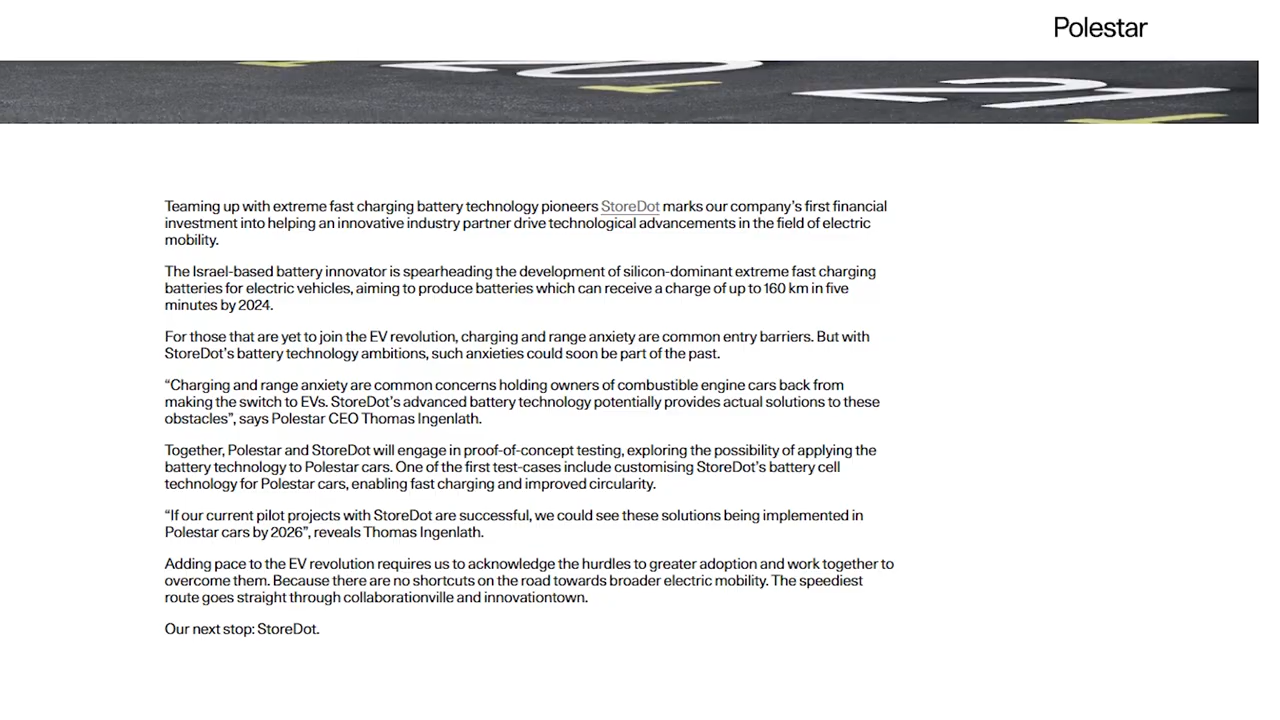 Polestar
Teaming up with extreme fast charging battery technology pioneers StoreDot marks our company's first financial
investment into helping an innovative industry partner drive technological advancements in the field of electric
mobility.
The Israel-based battery innovator is spearheading the development of silicon-dominant extreme fast charging
batteries for electric vehicles, aiming to produce batteries which can receive a charge of up to 160 km in five
minutes by 2024.
For those that are yet to join the EV revolution, charging and range anxiety are common entry barriers. But with
StoreDot's battery technology ambitions, such anxieties could soon be part of the past.
“Charging and range anxiety are common concerns holding owners of combustible engine cars back from
making the switch to EVs. StoreDot's advanced battery technology potentially provides actual solutions to these
obstacles”, says Polestar CEO Thomas Ingenlath.
Together, Polestar and StoreDot will engage in proof-of-concept testing, exploring the possibility of applying the
battery technology to Polestar cars. One of the first test-cases include customising StoreDot's battery cell
technology for Polestar cars, enabling fast charging and improved circularity.
“If our current pilot projects with StoreDot are successful, we could see these solutions being implemented in
Polestar cars by 2026”, reveals Thomas Ingenlath.
Adding pace to the EV revolution requires us to acknowledge the hurdles to greater adoption and work together to
overcome them. Because there are no shortcuts on the road towards broader electric mobility. The speediest
route goes straight through collaborationville and innovationtown.
Our next stop: StoreDot.